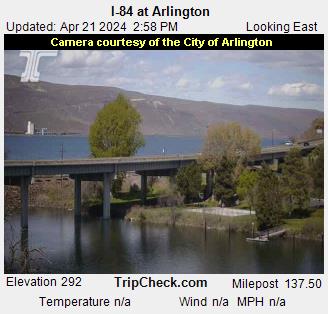 I-84 at Arlington
Updated: Apr 21 2024 2:58 PM Looking East
Camera courtesy of the City of Arlington
Elevation 292 TripCheck.com Milepost 137.50
Temperature n/a Wind n/a MPH n/a